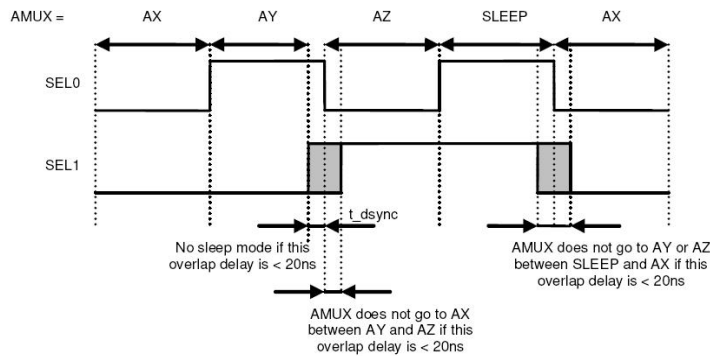 AMUX = AX AY AZ SLEEP AX
SEL0
SEL1
t_dsync
No sleep mode if this
overlap delay is < 20ns
AMUX does not go to AY or AZ
between SLEEP and AX if this
overlap delay is < 20ns
AMUX does not go to AX
between AY and AZ if this
overlap delay is < 20ns